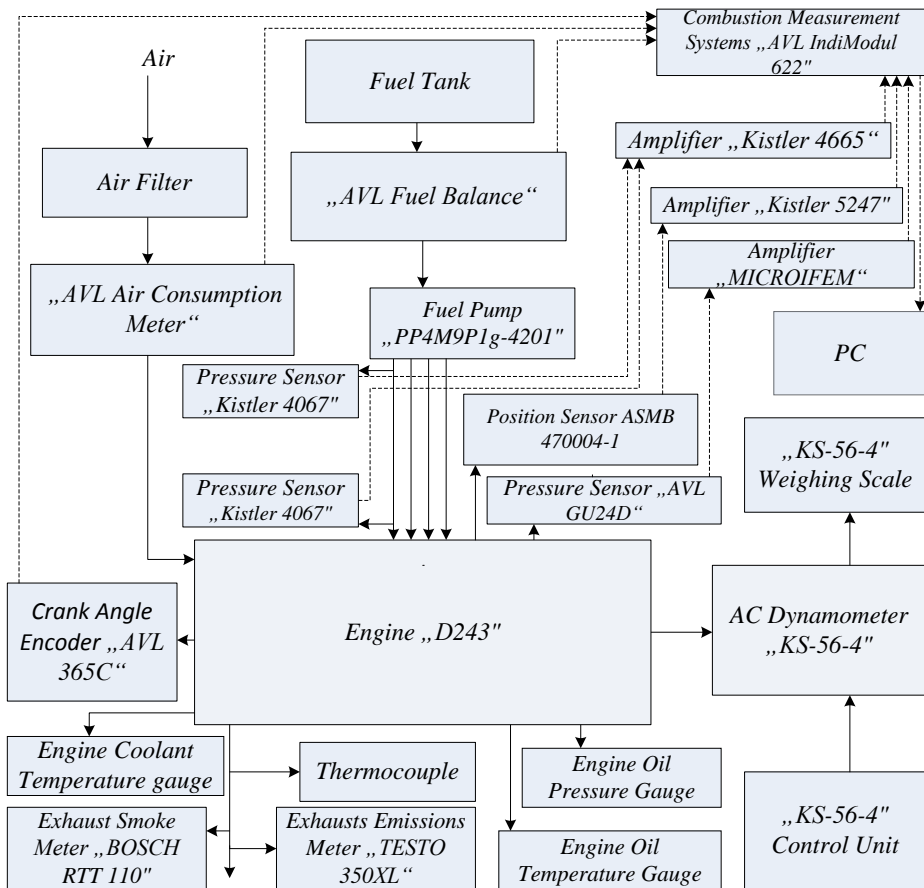 Combustion Measurement
Systems „AVL IndiModul
622"
Air
Fuel Tank
Amplifier „Kistler 4665“
Air Filter
„AVL Fuel Balance“
Amplifier „Kistler 5247"
Amplifier
„MICROIFEM“
„AVL Air Consumption
Meter“
Fuel Pump
„PP4M9P1g-4201"
PC
Pressure Sensor
„Kistler 4067"
Position Sensor ASMB
470004-1
„KS-56-4"
Weighing Scale
Pressure Sensor
„Kistler 4067"
Pressure Sensor „AVL
GU24D“
Crank Angle
Encoder „AVL
365C“
Engine „D243"
AC Dynamometer
„KS-56-4"
Engine Coolant
Temperature gauge
Thermocouple
Engine Oil
Pressure Gauge
Exhaust Smoke
Meter „BOSCH
RTT 110"
Exhausts Emissions
Meter „TESTO
350XL“
Engine Oil
Temperature Gauge
„KS-56-4"
Control Unit